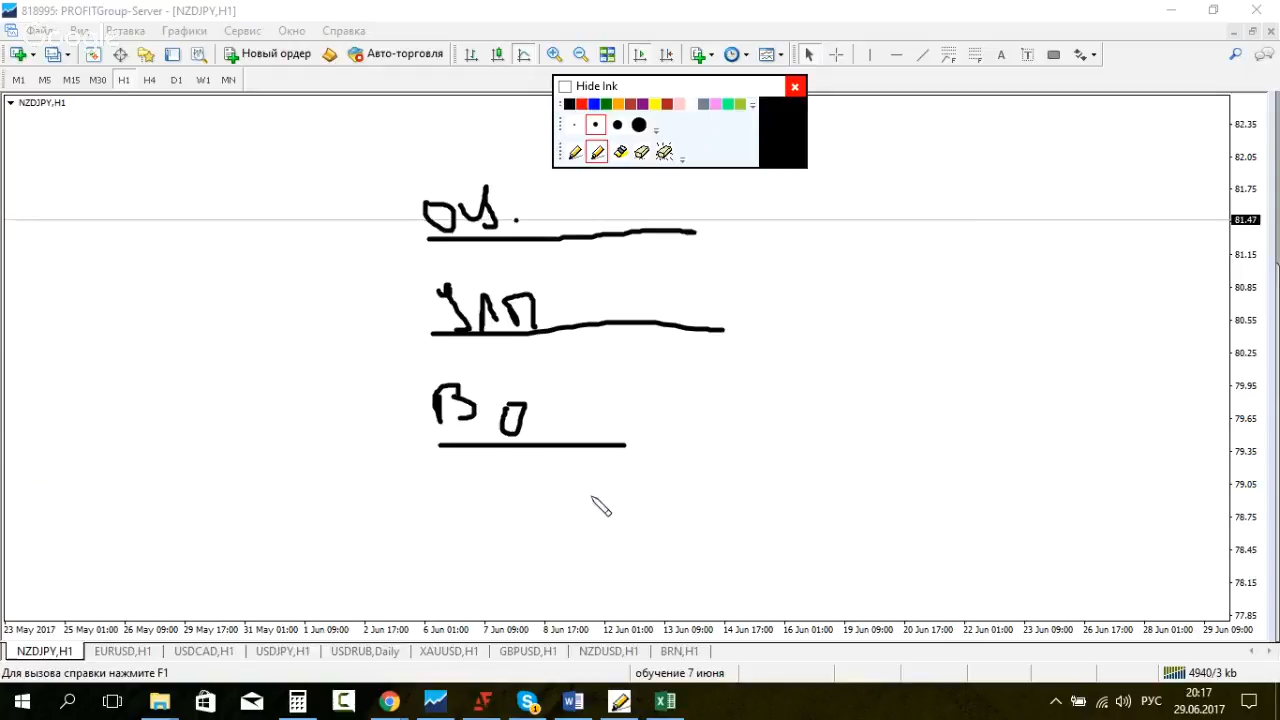 818995: PROFITGroup-Server - [NZDJPY,H1]
Файл Вид Вставка Графики Сервис Окно Справка
Новый ордер Авто-торговля
M1 M5 M15 M30 H1 H4 D1 W1 MN
Hide Ink
NZDJPY,H1
82.35
82.05
81.75
81.47
81.15
80.85
80.55
80.25
79.95
79.65
79.35
79.05
78.75
78.45
78.15
77.85
В О
23 May 2017 25 May 01:00 26 May 09:00 29 May 17:00 31 May 01:00 1 Jun 09:00 2 Jun 17:00 6 Jun 01:00 7 Jun 09:00 8 Jun 17:00 12 Jun 01:00 13 Jun 09:00 14 Jun 17:00 16 Jun 01:00 19 Jun 09:00 20 Jun 17:00 22 Jun 01:00 23 Jun 09:00 26 Jun 17:00 28 Jun 01:00 29 Jun 09:00
NZDJPY,H1 EURUSD,H1 USDCAD,H1 USDJPY,H1 USDRUB,Daily XAUUSD,H1 GBPUSD,H1 NZDUSD,H1 BRN,H1
Для вызова справки нажмите F1 обучение 7 июня 4940/3 kb
РУС 20:17
29.06.2017